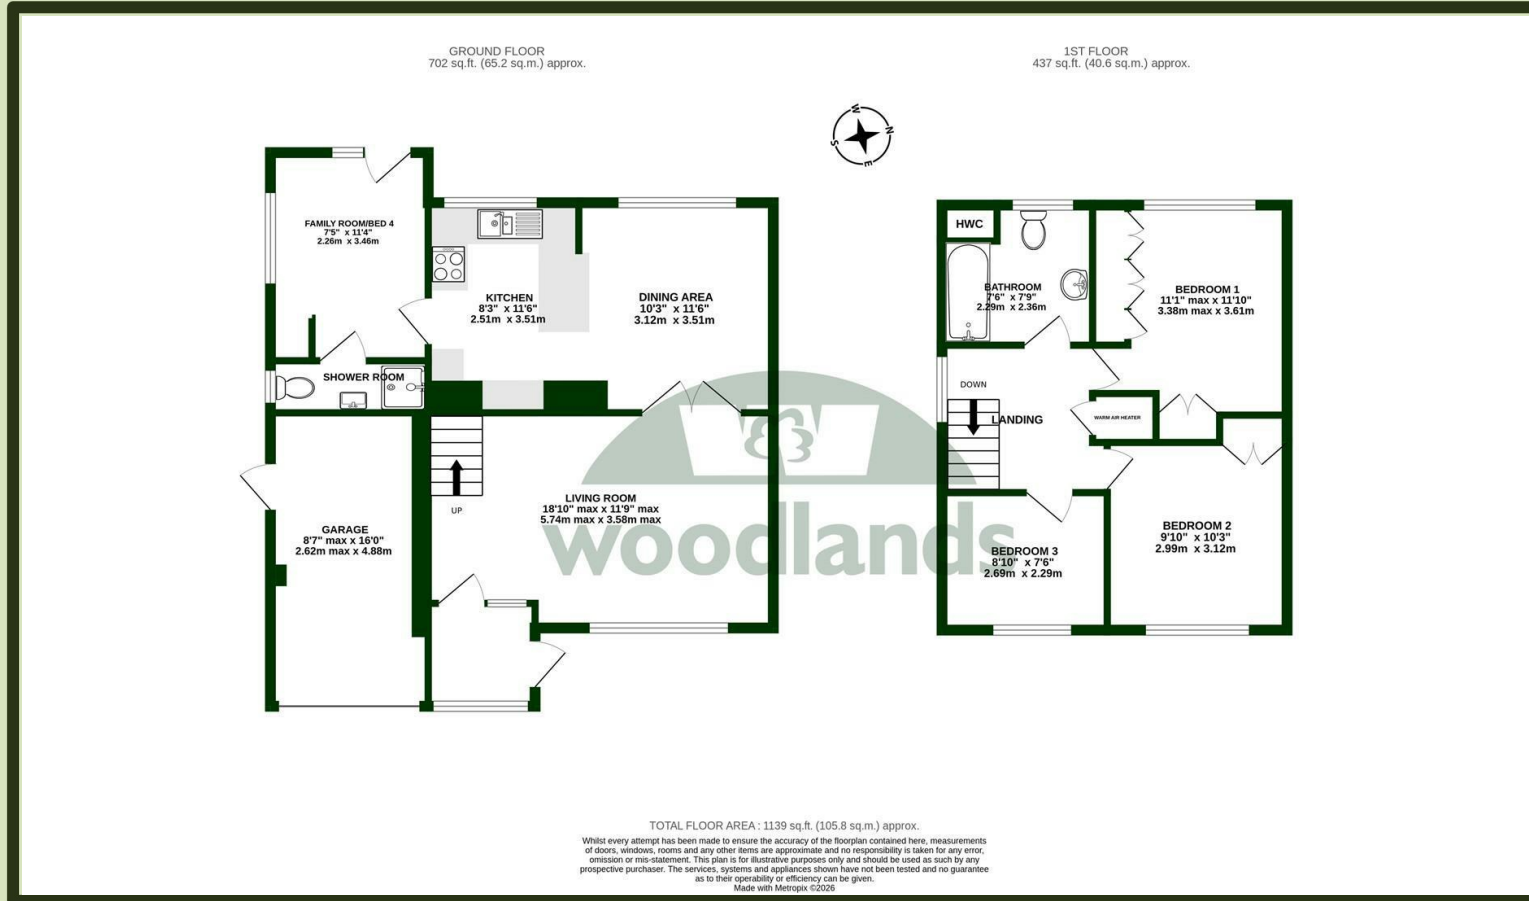 GROUND FLOOR
702 sq.ft. (65.2 sq.m.) approx.
1ST FLOOR
437 sq.ft. (40.6 sq.m.) approx.
W
N
S
E
FAMILY ROOM/BED 4
7'5" x 11'4"
2.26m x 3.46m
KITCHEN
8'3" x 11'6"
2.51m x 3.51m
DINING AREA
10'3" x 11'6"
3.12m x 3.51m
SHOWER ROOM
UP
LIVING ROOM
18'10" max x 11'9" max
5.74m max x 3.58m max
GARAGE
8'7" max x 16'0"
2.62m max x 4.88m
HWC
BATHROOM
7'6" x 7'9"
2.29m x 2.36m
BEDROOM 1
11'1" max x 11'10"
3.38m max x 3.61m
DOWN
LANDING
WARM AIR HEATER
BEDROOM 2
9'10" x 10'3"
2.99m x 3.12m
BEDROOM 3
8'10" x 7'6"
2.69m x 2.29m
woodlands
TOTAL FLOOR AREA : 1139 sq.ft. (105.8 sq.m.) approx.
Whilst every attempt has been made to ensure the accuracy of the floorplan contained here, measurements
of doors, windows, rooms and any other items are approximate and no responsibility is taken for any error,
omission or mis-statement. This plan is for illustrative purposes only and should be used as such by any
prospective purchaser. The services, systems and appliances shown have not been tested and no guarantee
as to their operability or efficiency can be given.
Made with Metropix ©2026